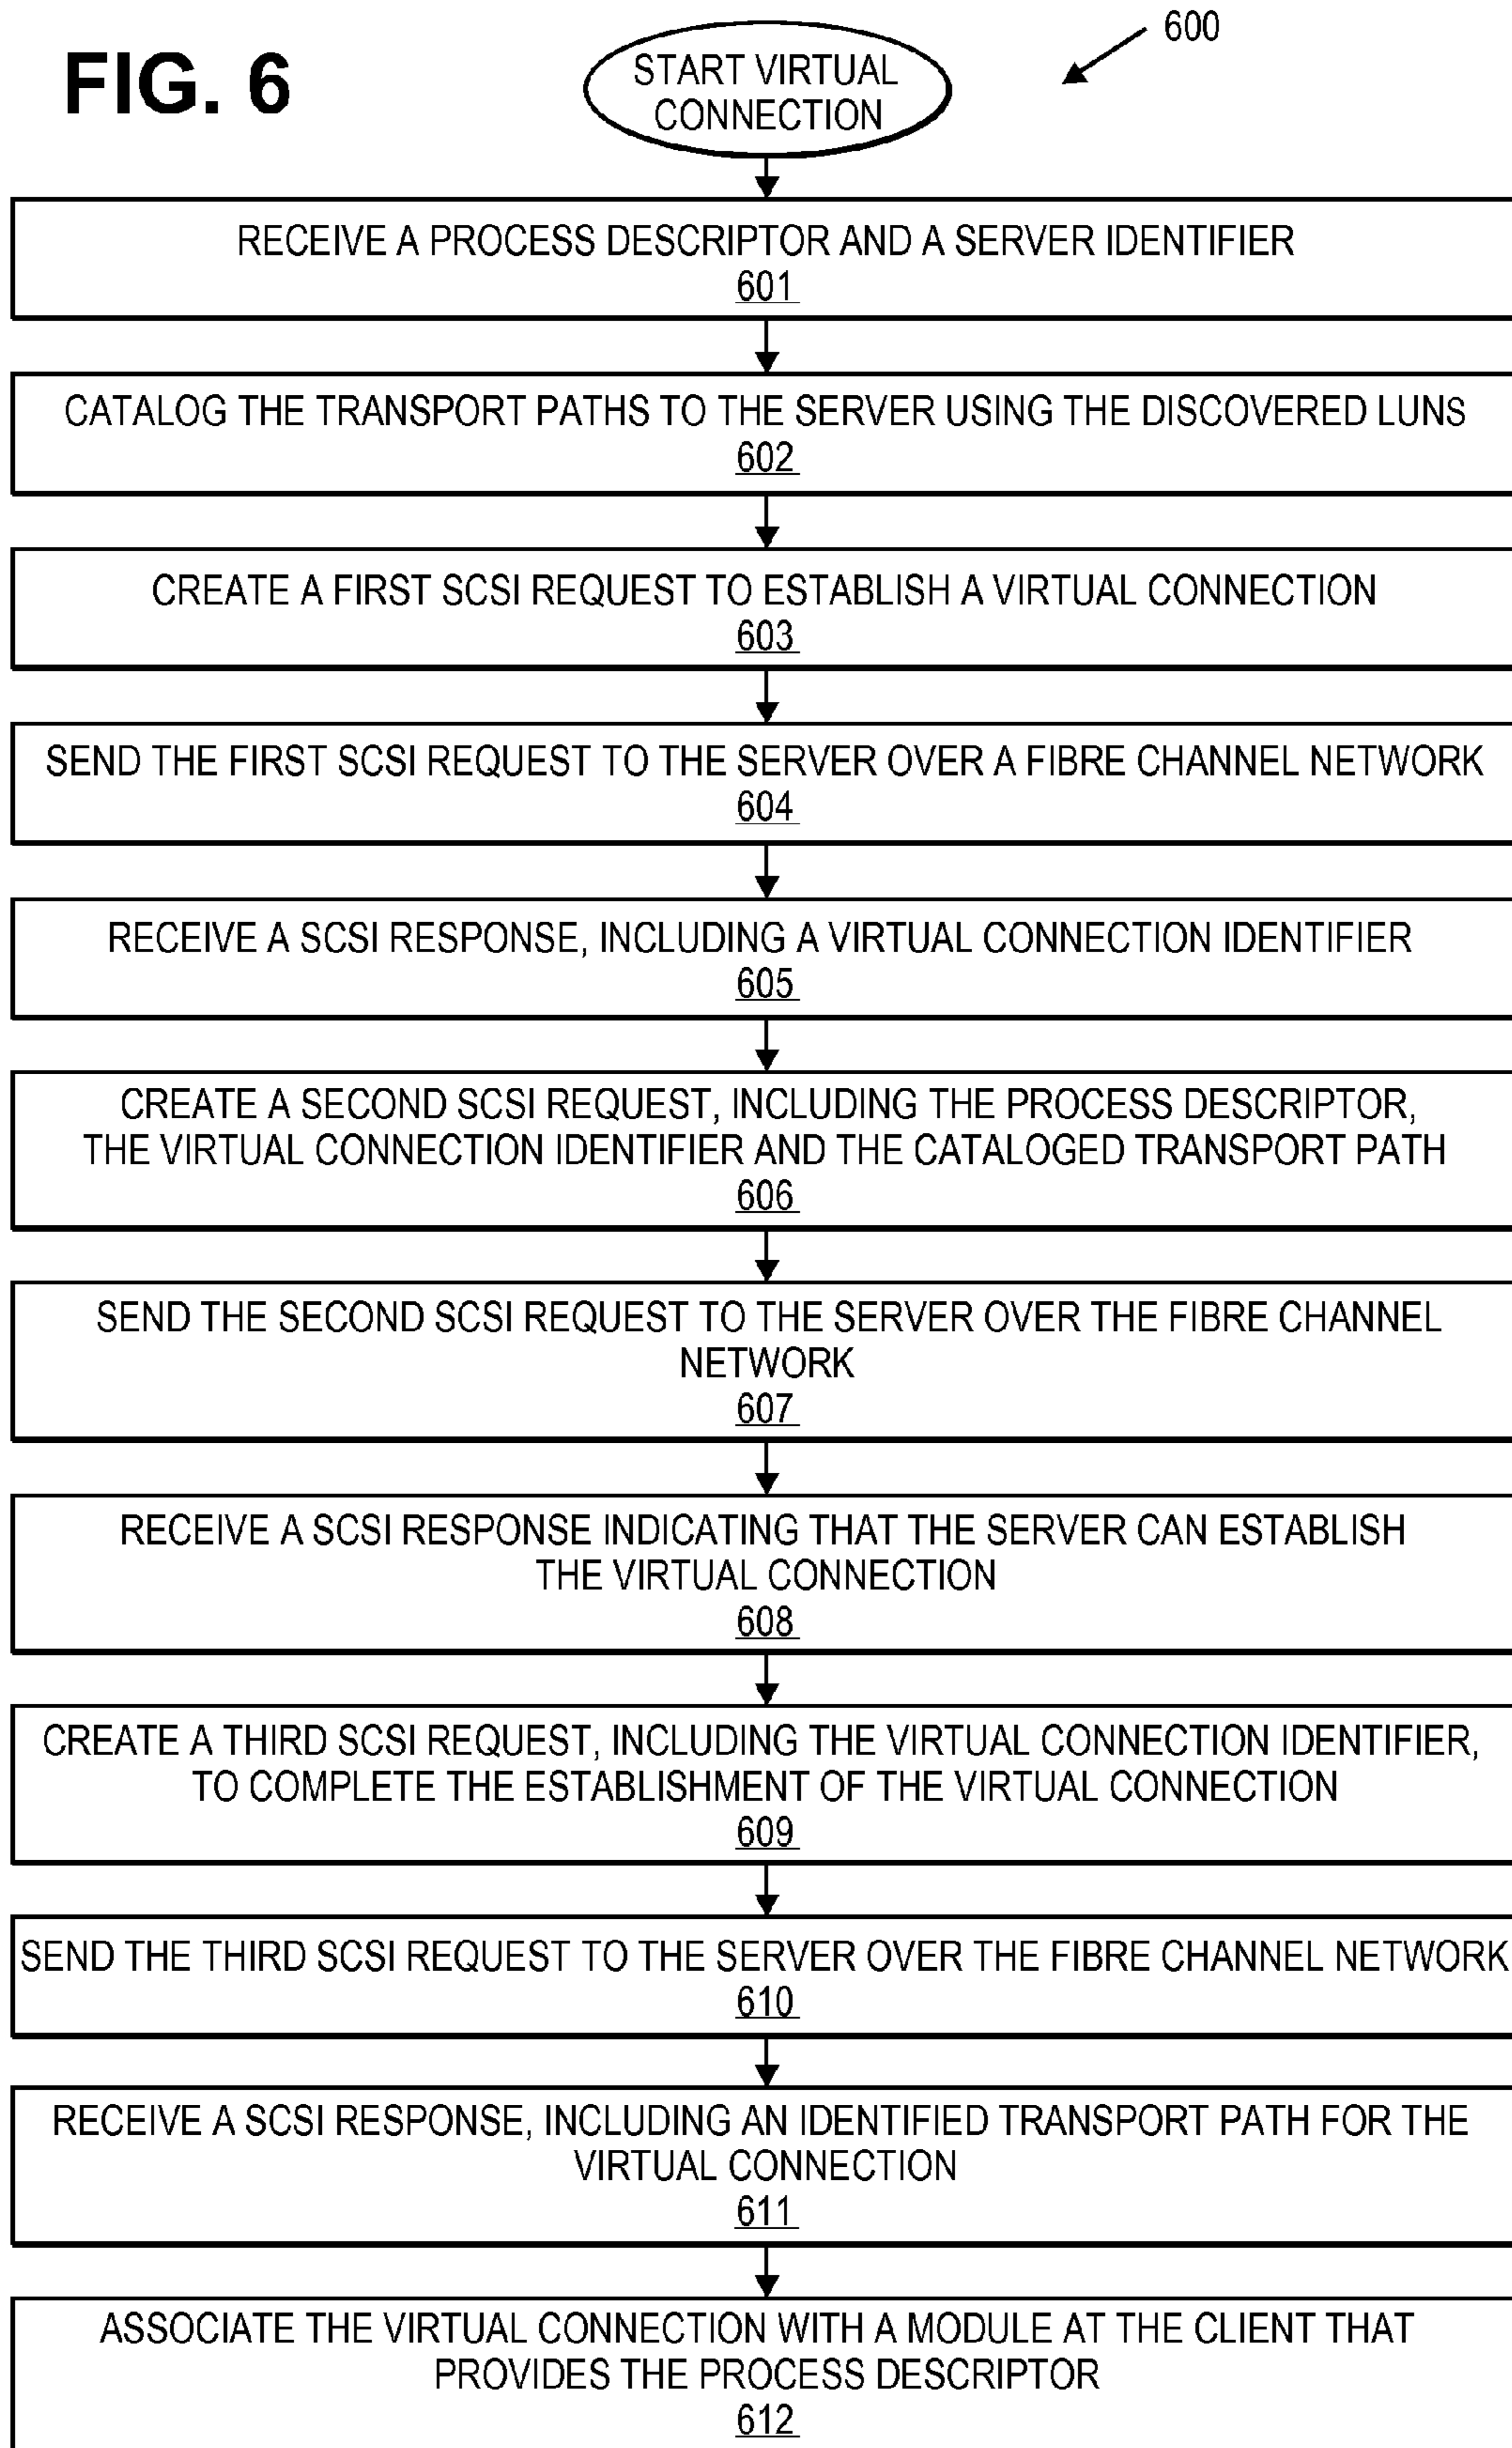 FIG. 6
600
START VIRTUAL
CONNECTION
RECEIVE A PROCESS DESCRIPTOR AND A SERVER IDENTIFIER
601
CATALOG THE TRANSPORT PATHS TO THE SERVER USING THE DISCOVERED LUNS
602
CREATE A FIRST SCSI REQUEST TO ESTABLISH A VIRTUAL CONNECTION
603
SEND THE FIRST SCSI REQUEST TO THE SERVER OVER A FIBRE CHANNEL NETWORK
604
RECEIVE A SCSI RESPONSE, INCLUDING A VIRTUAL CONNECTION IDENTIFIER
605
CREATE A SECOND SCSI REQUEST, INCLUDING THE PROCESS DESCRIPTOR,
THE VIRTUAL CONNECTION IDENTIFIER AND THE CATALOGED TRANSPORT PATH
606
SEND THE SECOND SCSI REQUEST TO THE SERVER OVER THE FIBRE CHANNEL
NETWORK
607
RECEIVE A SCSI RESPONSE INDICATING THAT THE SERVER CAN ESTABLISH
THE VIRTUAL CONNECTION
608
CREATE A THIRD SCSI REQUEST, INCLUDING THE VIRTUAL CONNECTION IDENTIFIER,
TO COMPLETE THE ESTABLISHMENT OF THE VIRTUAL CONNECTION
609
SEND THE THIRD SCSI REQUEST TO THE SERVER OVER THE FIBRE CHANNEL NETWORK
610
RECEIVE A SCSI RESPONSE, INCLUDING AN IDENTIFIED TRANSPORT PATH FOR THE
VIRTUAL CONNECTION
611
ASSOCIATE THE VIRTUAL CONNECTION WITH A MODULE AT THE CLIENT THAT
PROVIDES THE PROCESS DESCRIPTOR
612